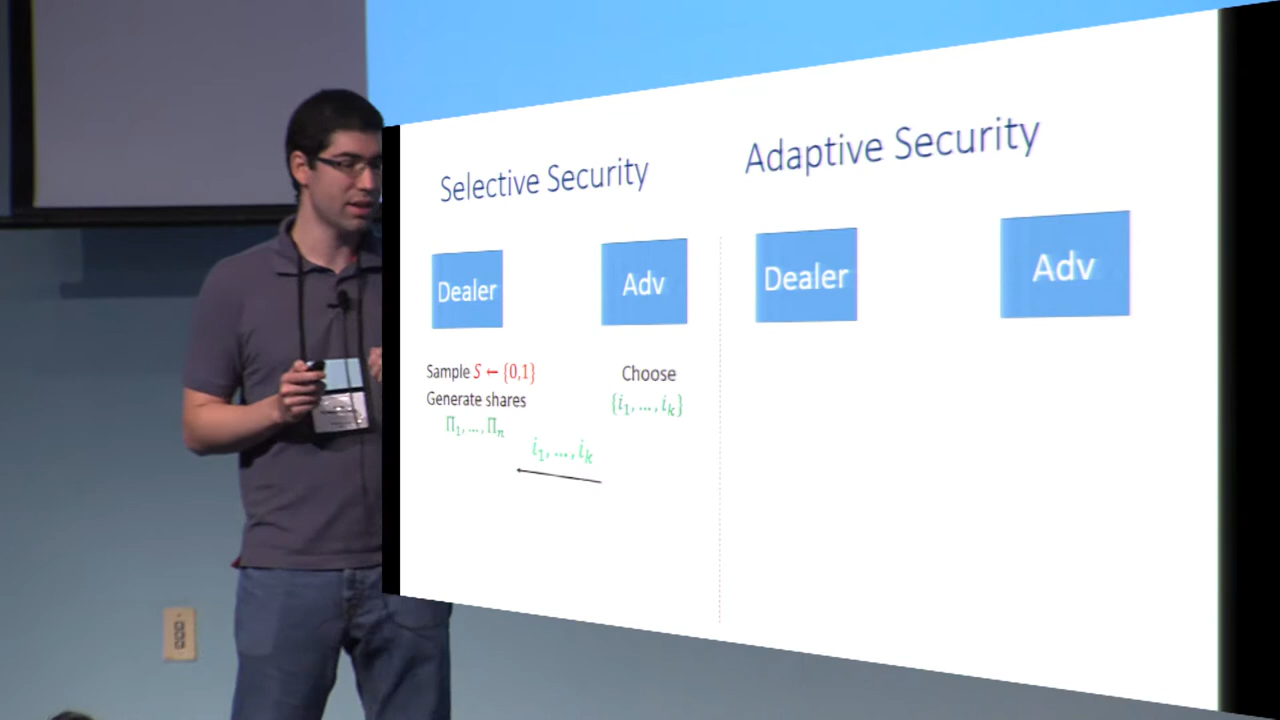 Selective Security
Dealer
Adv
Sample S ← {0,1}
Generate shares
Π₁, ..., Πₙ
Choose
{i₁, ..., iₖ}
i₁, ..., iₖ
Adaptive Security
Dealer
Adv